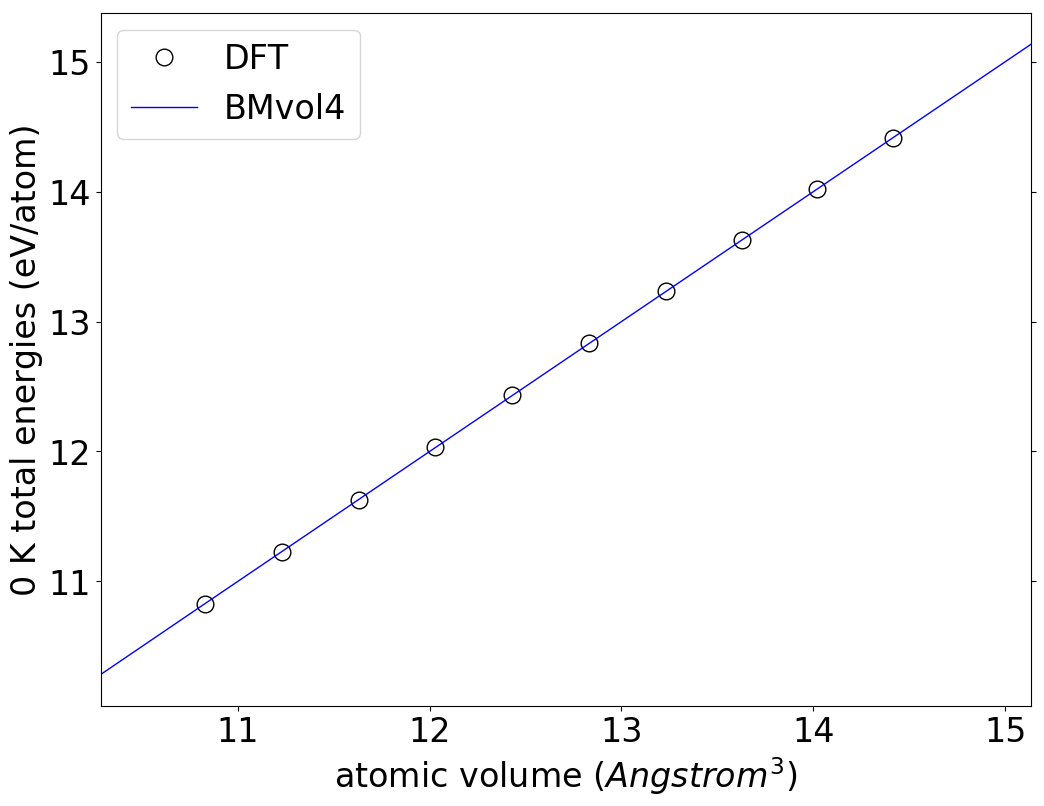 DFT
BMvol4
0 K total energies (eV/atom)
15
14
13
12
11
11 12 13 14 15
atomic volume (Angstrom³)